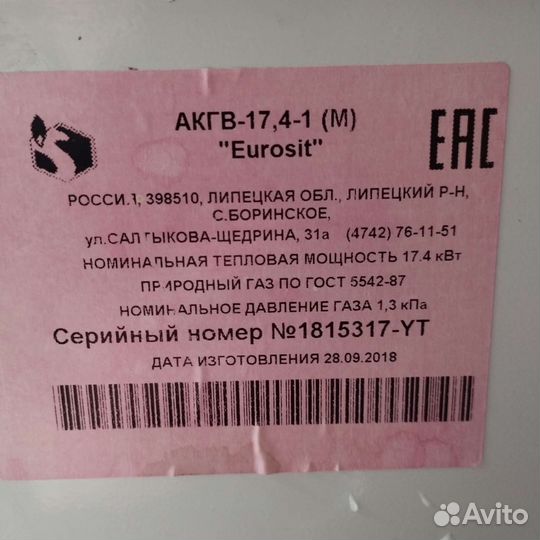 АКГВ-17,4-1 (М)
"Eurosit"
EAC
РОССИЯ, 398510, ЛИПЕЦКАЯ ОБЛ., ЛИПЕЦКИЙ Р-Н,
С.БОРИНСКОЕ,
ул.САЛТЫКОВА-ЩЕДРИНА, 31а (4742) 76-11-51
НОМИНАЛЬНАЯ ТЕПЛОВАЯ МОЩНОСТЬ 17.4 кВт
ПРИРОДНЫЙ ГАЗ ПО ГОСТ 5542-87
НОМИНАЛЬНОЕ ДАВЛЕНИЕ ГАЗА 1,3 кПа
Серийный номер №1815317-YT
ДАТА ИЗГОТОВЛЕНИЯ 28.09.2018
Avito